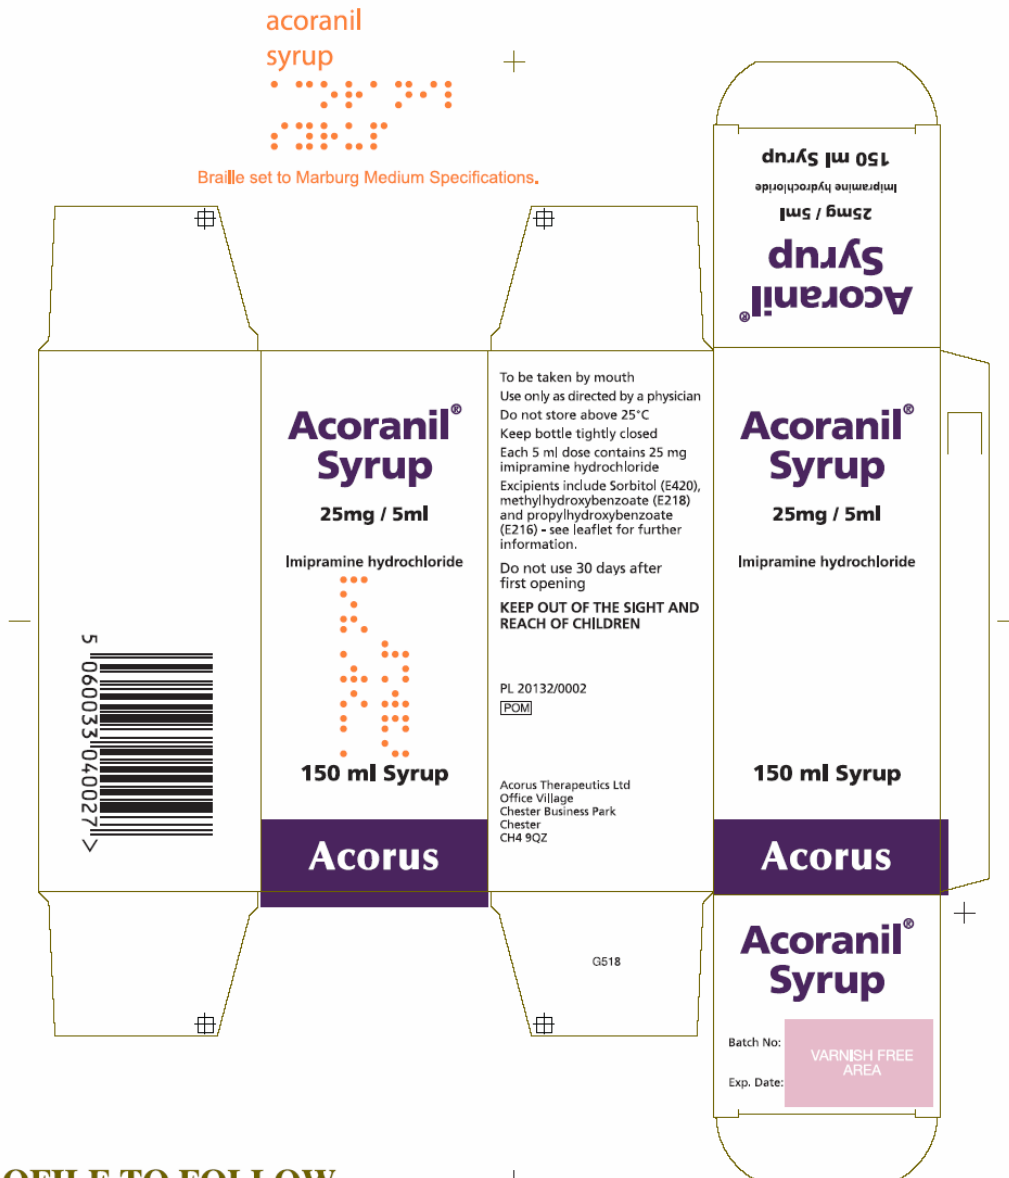 acoranil
syrup
Braille set to Marburg Medium Specifications.
150 ml Syrup
Imipramine hydrochloride
25mg / 5ml
Acoranil®
Syrup
Acoranil®
Syrup
25mg / 5ml
Imipramine hydrochloride
150 ml Syrup
Acorus
To be taken by mouth
Use only as directed by a physician
Do not store above 25°C
Keep bottle tightly closed
Each 5 ml dose contains 25 mg
imipramine hydrochloride
Excipients include Sorbitol (E420),
methylhydroxybenzoate (E218)
and propylhydroxybenzoate
(E216) - see leaflet for further
information.
Do not use 30 days after
first opening
KEEP OUT OF THE SIGHT AND
REACH OF CHILDREN
PL 20132/0002
POM
Acorus Therapeutics Ltd
Office Village
Chester Business Park
Chester
CH4 9QZ
Acoranil®
Syrup
25mg / 5ml
Imipramine hydrochloride
150 ml Syrup
Acorus
5 060033 040027 >
G518
Acoranil®
Syrup
Batch No:
Exp. Date:
VARNISH FREE
AREA
TO FOLLOW